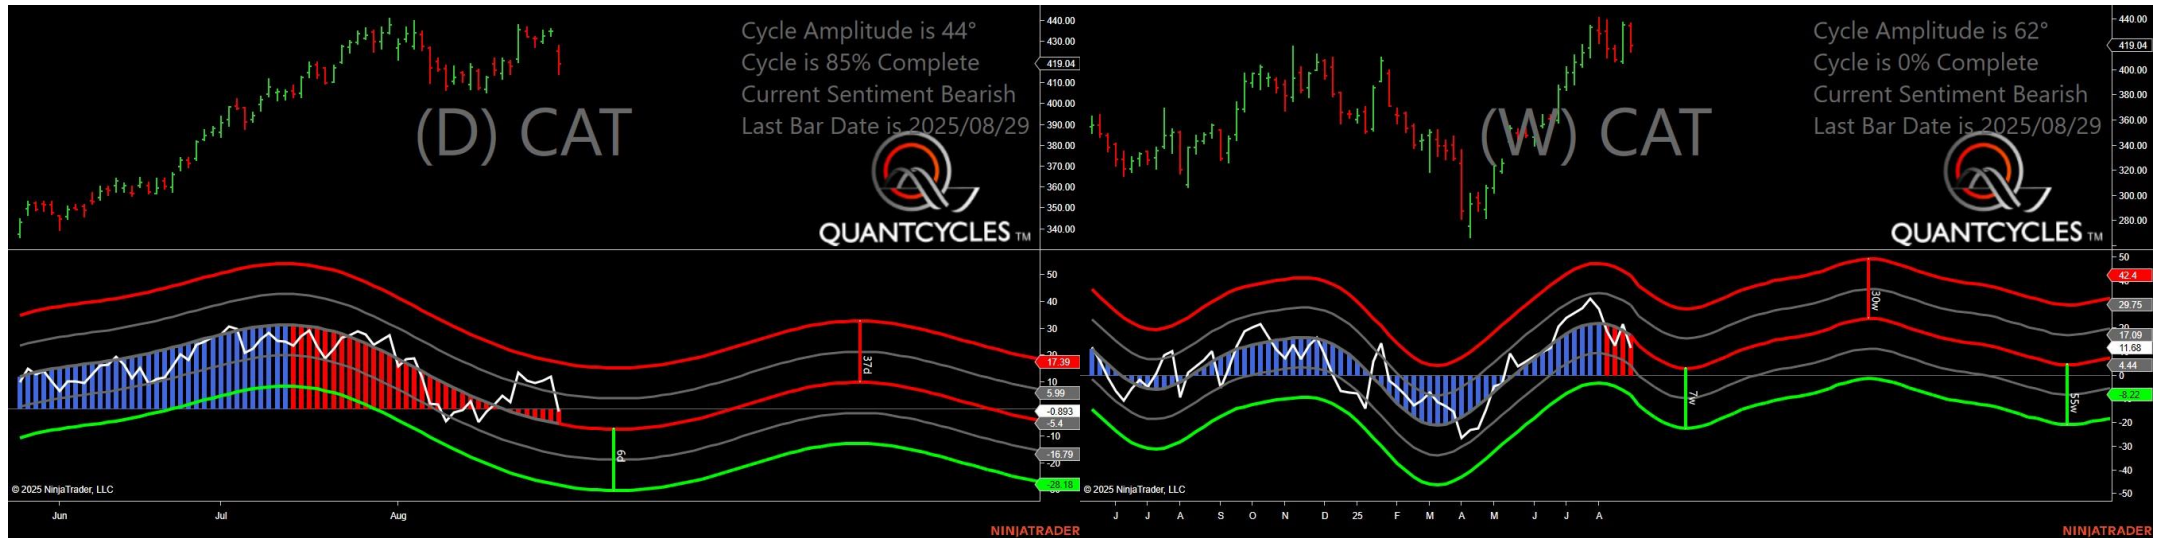 (D) CAT
Cycle Amplitude is 44°
Cycle is 85% Complete
Current Sentiment Bearish
Last Bar Date is 2025/08/29
QUANTCYCLES TM
440.00
430.00
419.04
410.00
400.00
390.00
380.00
370.00
360.00
350.00
340.00
50
40
30
17.39
10
5.99
-0.893
-5.4
-10
-16.79
-20
-28.18
37d
6d
© 2025 NinjaTrader, LLC
Jun
Jul
Aug
NINJATRADER
(W) CAT
Cycle Amplitude is 62°
Cycle is 0% Complete
Current Sentiment Bearish
Last Bar Date is 2025/08/29
QUANTCYCLES TM
440.00
419.04
400.00
380.00
360.00
340.00
320.00
300.00
280.00
50
42.4
29.75
17.09
11.68
4.44
0
-8.22
-20
-30
-40
-50
30w
7w
55w
© 2025 NinjaTrader, LLC
J J A S O N D 25 F M A M J J A
NINJATRADER